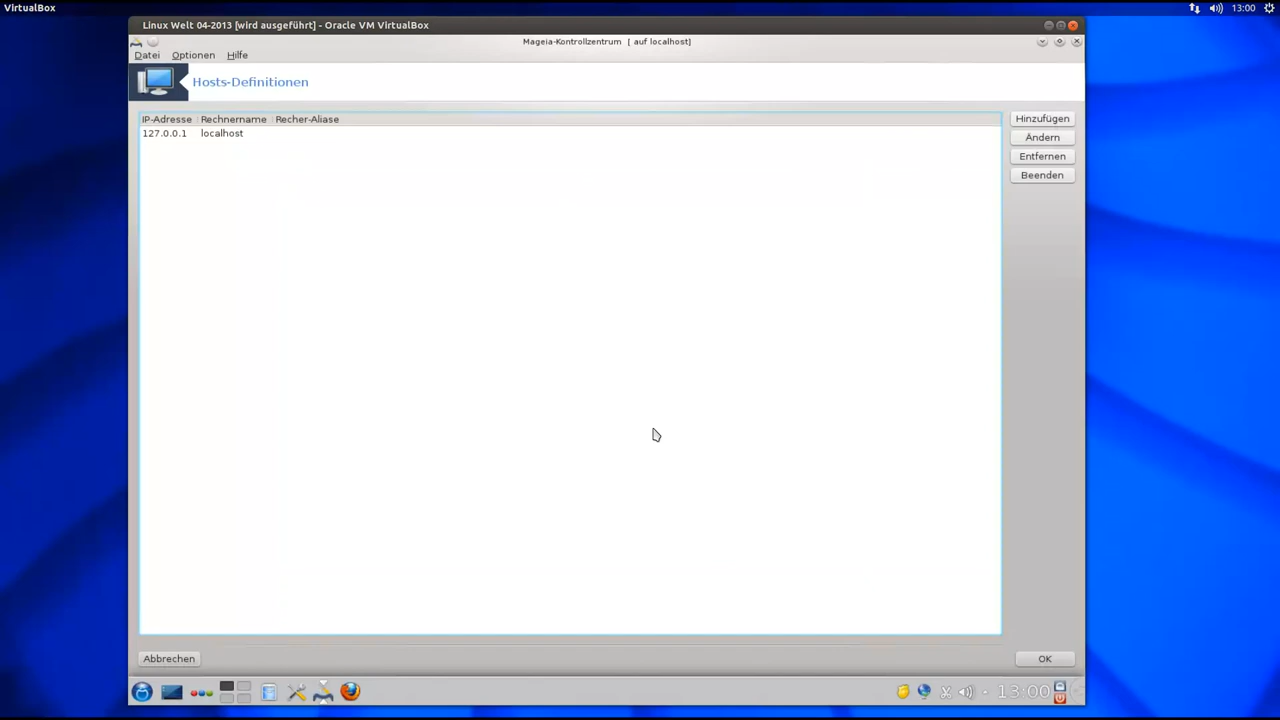 VirtualBox 13:00
Linux Welt 04-2013 [wird ausgeführt] - Oracle VM VirtualBox
Mageia-Kontrollzentrum [ auf localhost]
Datei Optionen Hilfe
Hosts-Definitionen
IP-Adresse Rechnername Recher-Aliase
127.0.0.1 localhost
Hinzufügen
Ändern
Entfernen
Beenden
Abbrechen OK
13:00